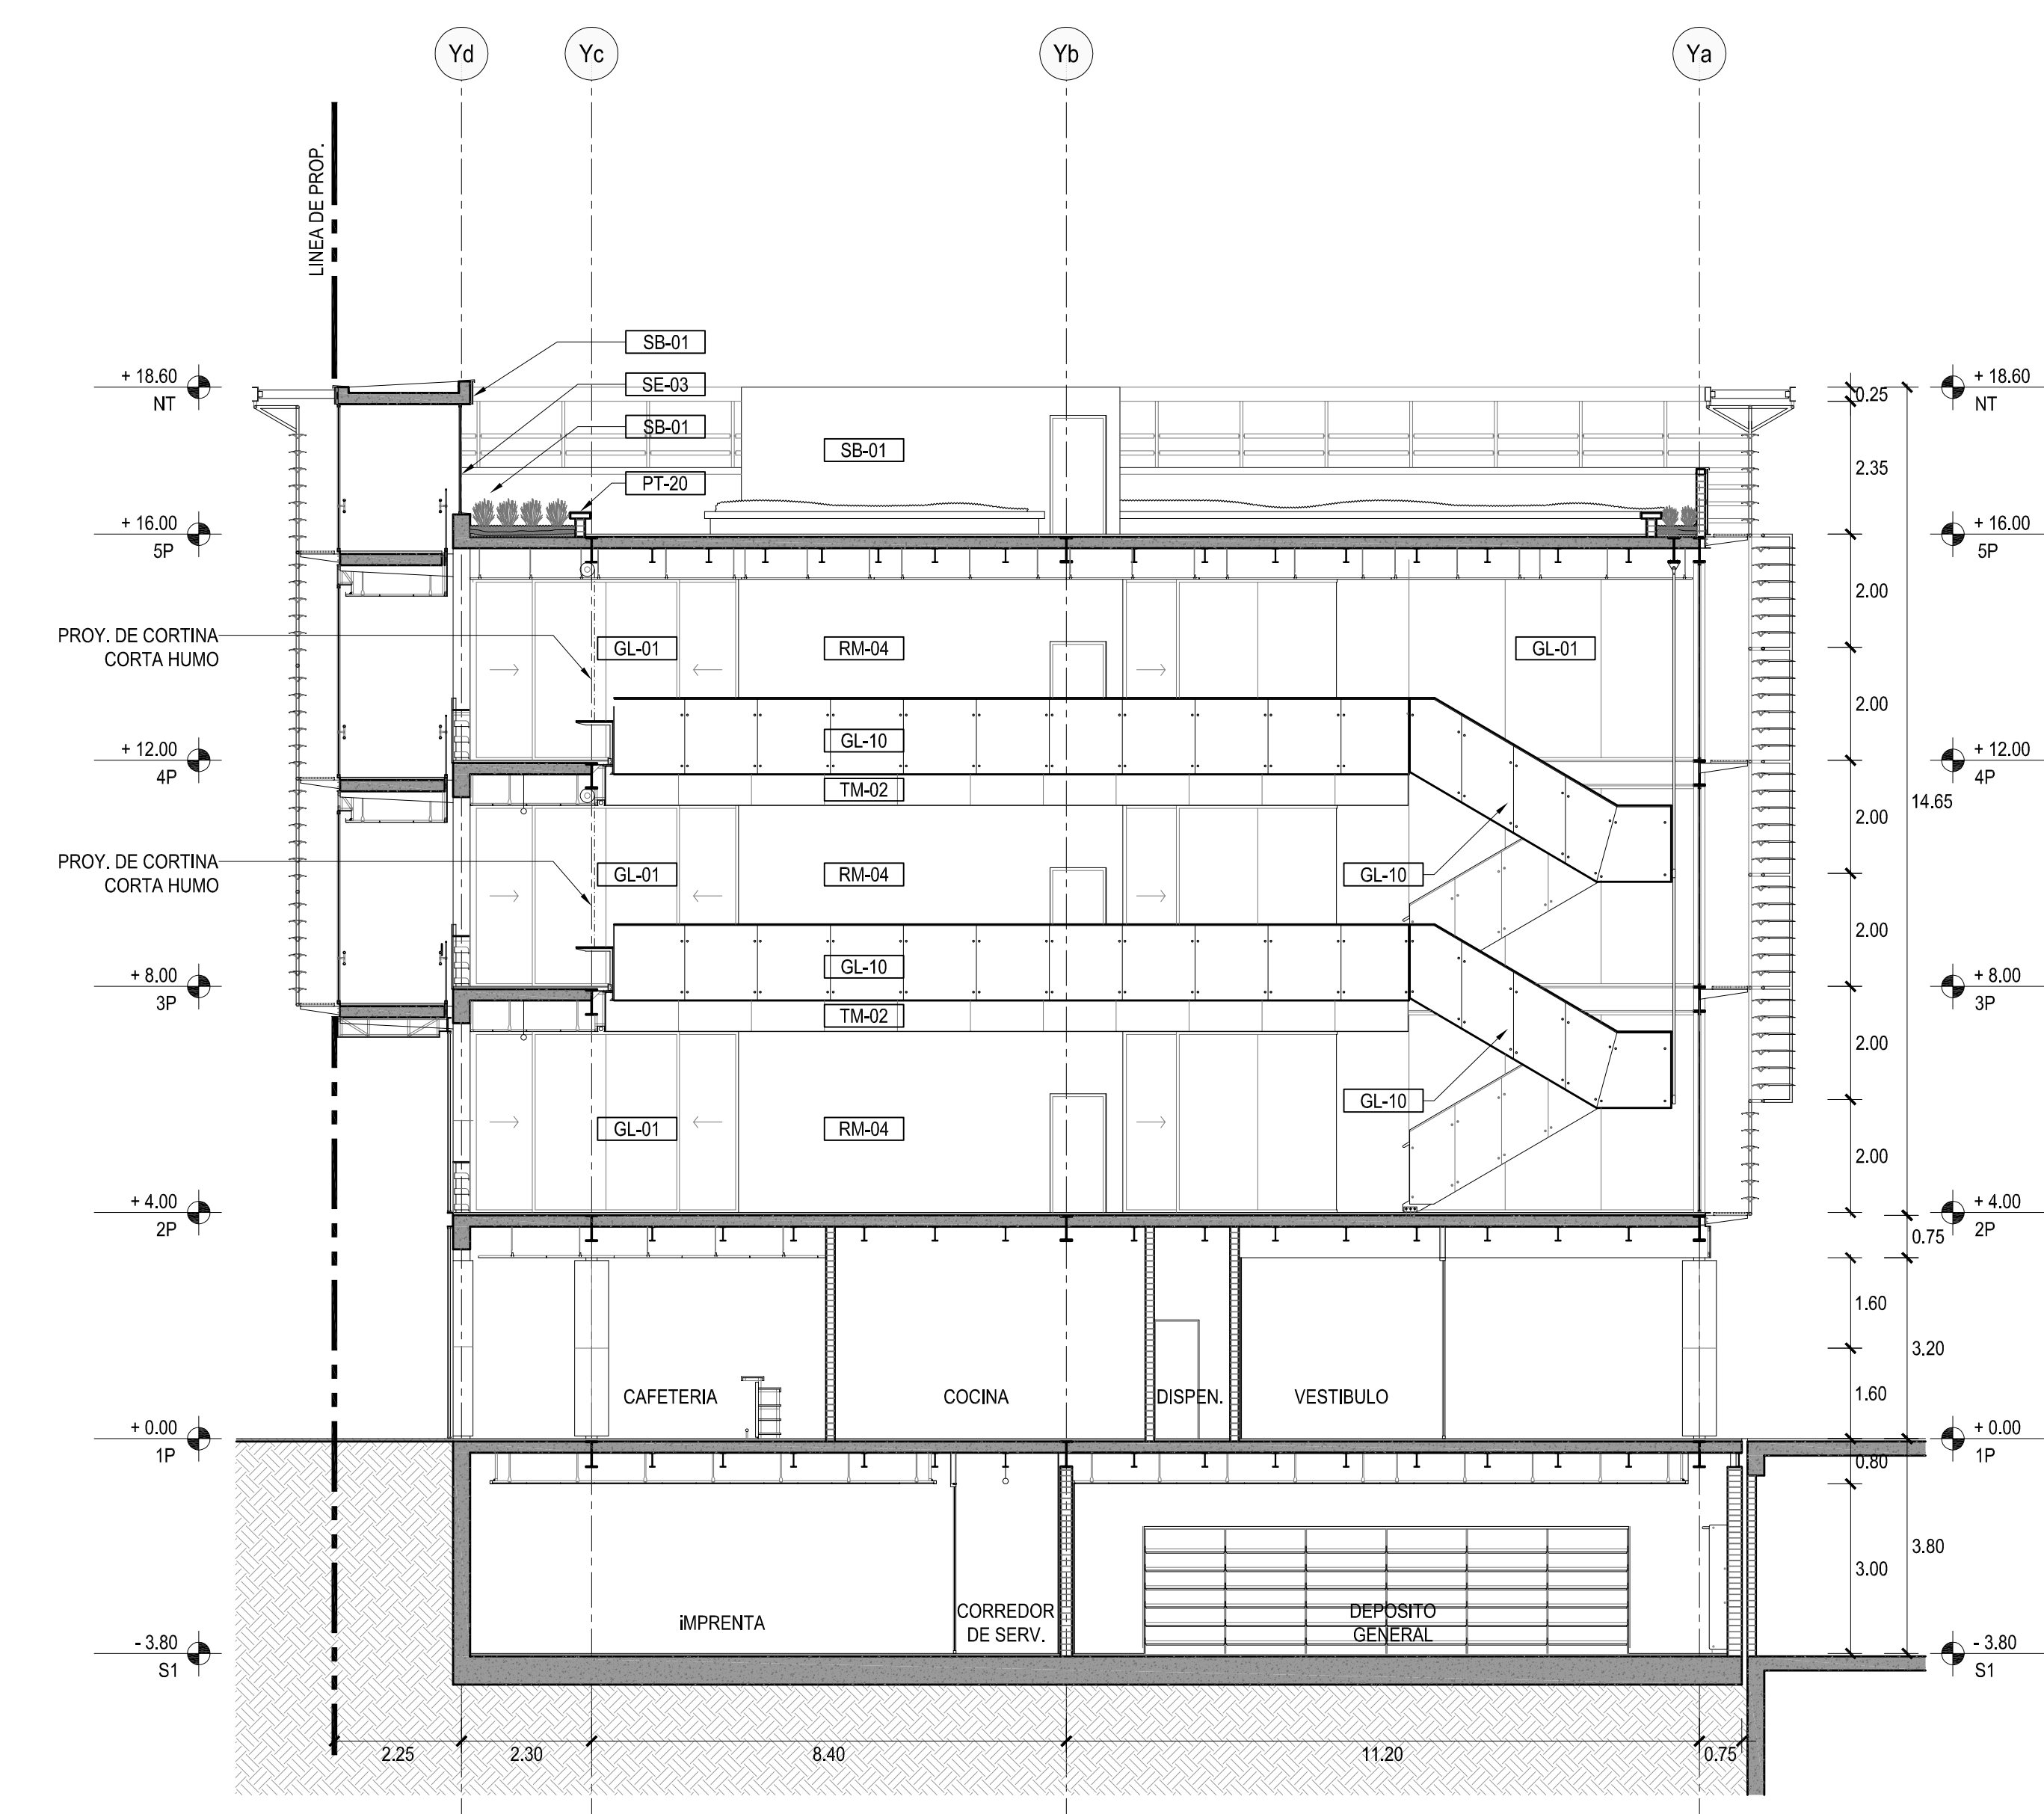 Yd
Yc
Yb
Ya
LINEA DE PROP.
SB-01
+ 18.60
NT
SE-03
0.25
+ 18.60
NT
SB-01
SB-01
2.35
PT-20
+ 16.00
5P
+ 16.00
5P
2.00
PROY. DE CORTINA
CORTA HUMO
GL-01
RM-04
GL-01
2.00
GL-10
+ 12.00
4P
+ 12.00
4P
TM-02
14.65
2.00
PROY. DE CORTINA
CORTA HUMO
GL-01
RM-04
GL-10
2.00
GL-10
+ 8.00
3P
+ 8.00
3P
TM-02
2.00
GL-10
GL-01
RM-04
2.00
+ 4.00
2P
+ 4.00
2P
0.75
1.60
3.20
CAFETERIA
COCINA
DISPEN.
VESTIBULO
1.60
+ 0.00
1P
+ 0.00
1P
0.80
3.80
3.00
iMPRENTA
CORREDOR
DE SERV.
DEPOSITO
GENERAL
- 3.80
S1
- 3.80
S1
2.25
2.30
8.40
11.20
0.75